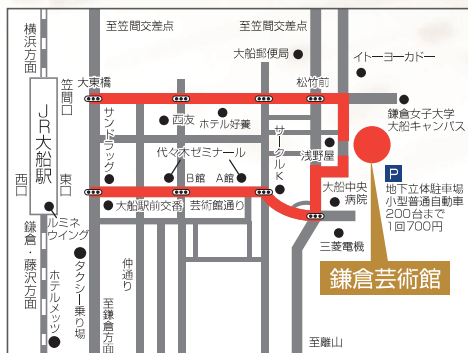 至笠間交差点
至笠間交差点
横浜方面
大船郵便局
イトーヨーカドー
笠間口
大東橋
松竹前
鎌倉女子大学
大船キャンパス
西友
ホテル好養
サンドラッグ
サークルK
浅野屋
JR大船駅
代々木ゼミナール
B館
A館
P
地下立体駐車場
小型普通自動車
200台まで
1回700円
西口
東口
大船中央
病院
大船駅前交番
芸術館通り
ルミネ
ウイング
三菱電機
鎌倉芸術館
鎌倉・藤沢方面
ホテルメッツ
タクシー乗り場
仲通り
至鎌倉方面
至離山